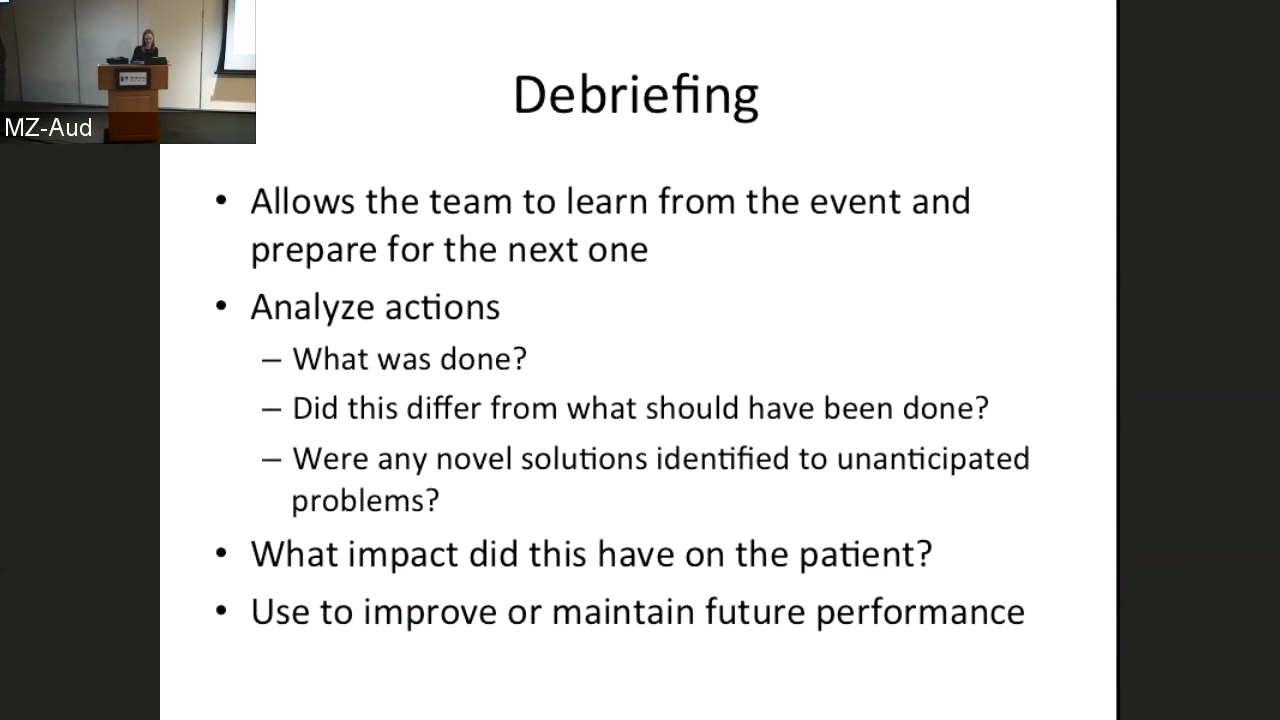 MZ-Aud
Debriefing
• Allows the team to learn from the event and
prepare for the next one
• Analyze actions
– What was done?
– Did this differ from what should have been done?
– Were any novel solutions identified to unanticipated
problems?
• What impact did this have on the patient?
• Use to improve or maintain future performance